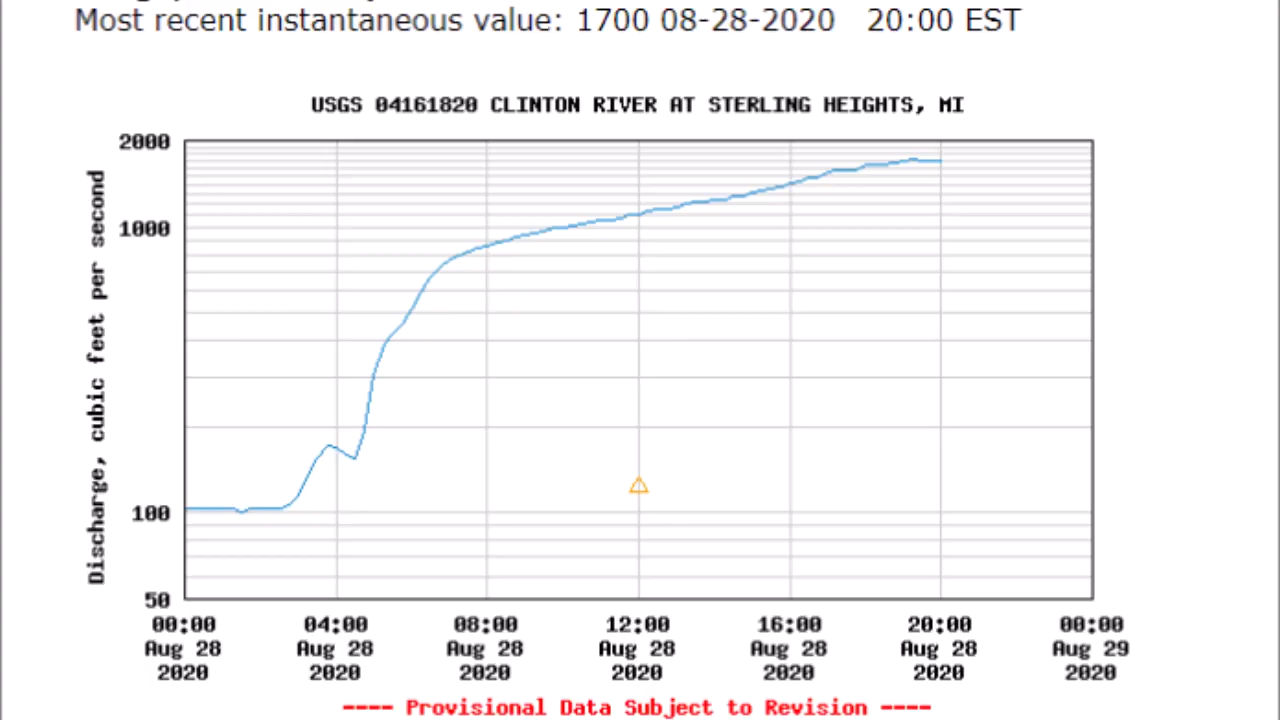 Most recent instantaneous value: 1700 08-28-2020 20:00 EST
USGS 04161820 CLINTON RIVER AT STERLING HEIGHTS, MI
Discharge, cubic feet per second
2000
1000
100
50
00:00 04:00 08:00 12:00 16:00 20:00 00:00
Aug 28 Aug 28 Aug 28 Aug 28 Aug 28 Aug 28 Aug 29
2020 2020 2020 2020 2020 2020 2020
---- Provisional Data Subject to Revision ----